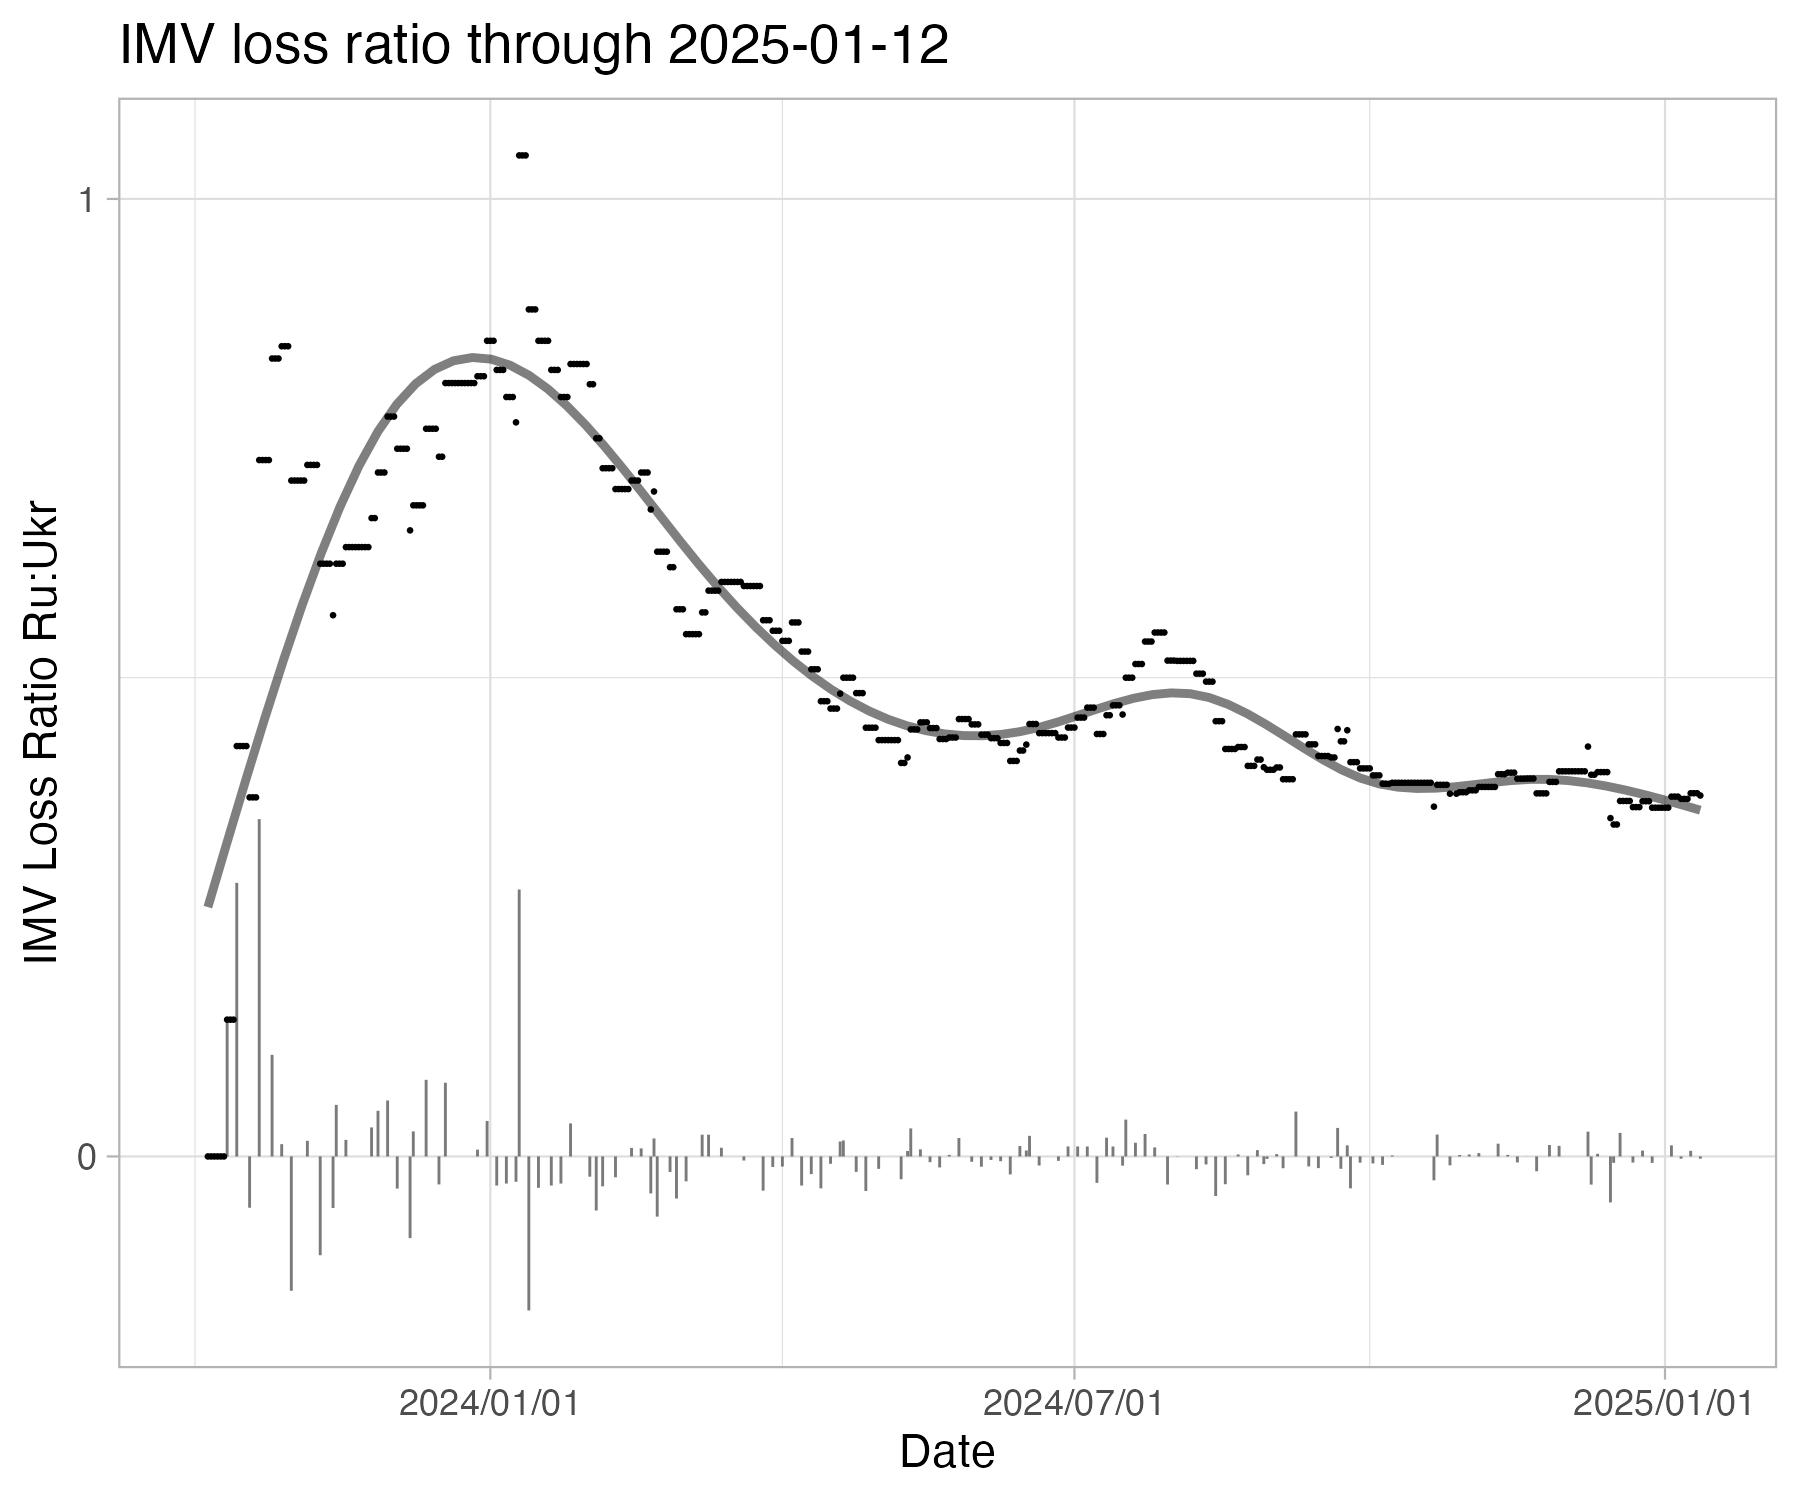 IMV loss ratio through 2025-01-12
IMV Loss Ratio Ru:Ukr
1
0
2024/01/01
2024/07/01
2025/01/01
Date